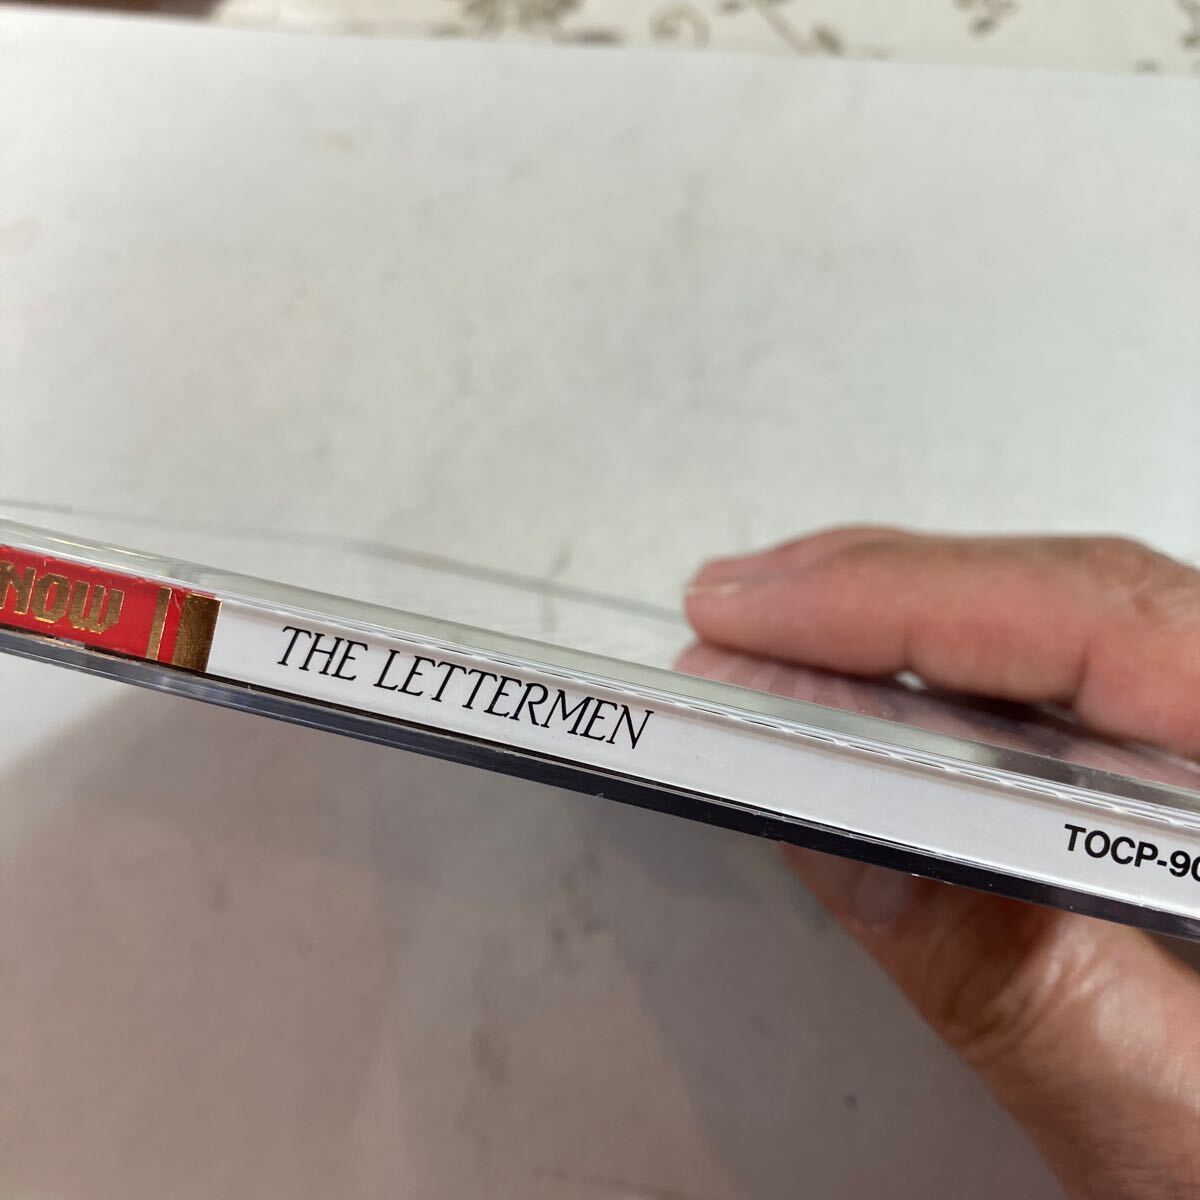 NOW
THE LETTERMEN
TOCP-90